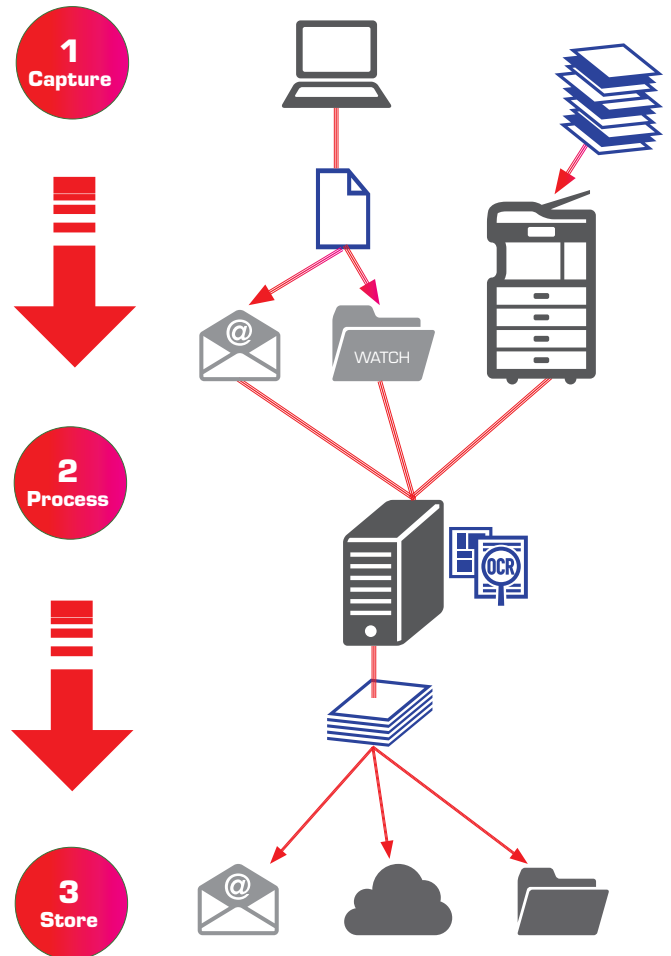 1
Capture
@
WATCH
2
Process
OCR
3
Store
@